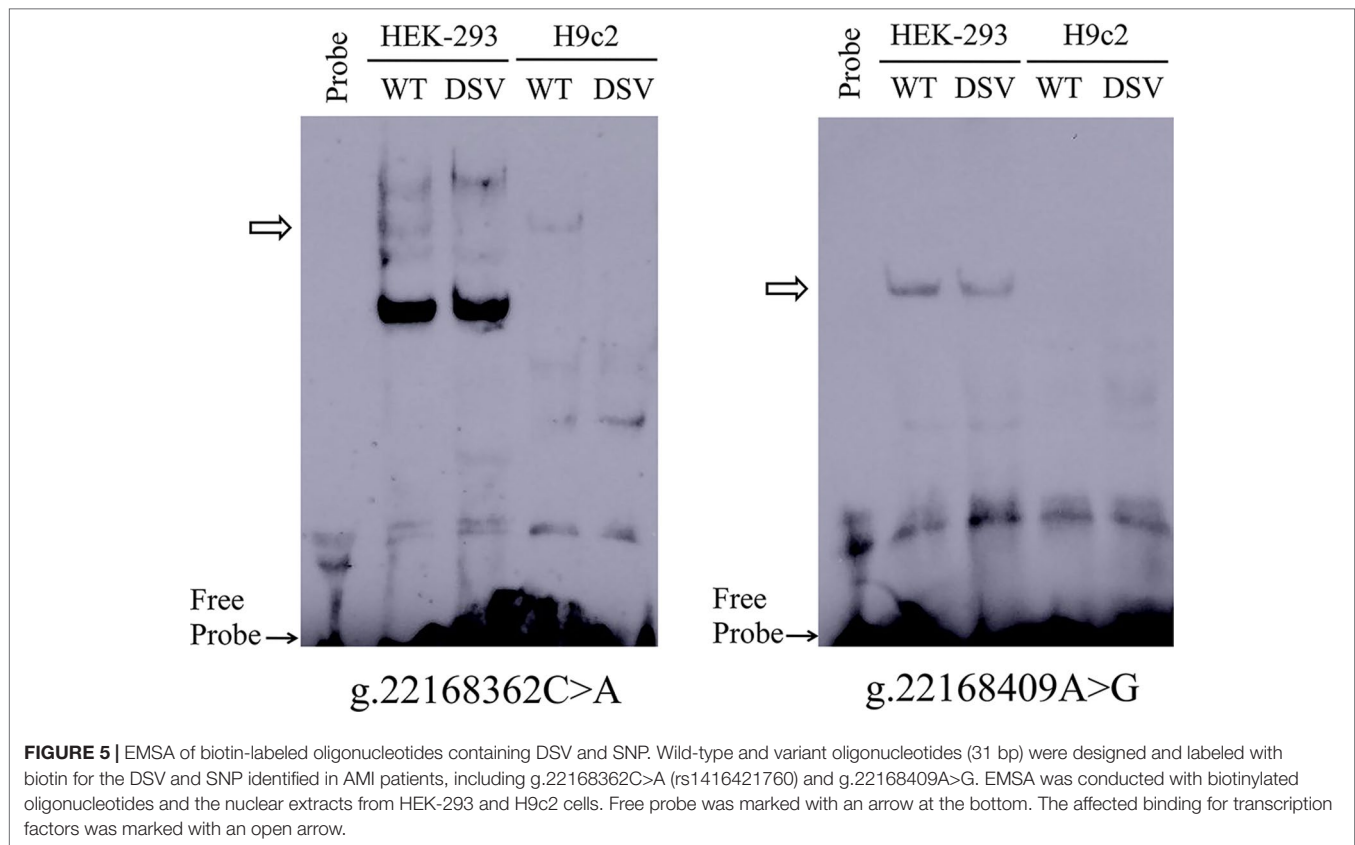 Probe HEK-293 H9c2
WT DSV WT DSV
Free
Probe→
g.22168362C>A
Probe HEK-293 H9c2
WT DSV WT DSV
Free
Probe→
g.22168409A>G
FIGURE 5 | EMSA of biotin-labeled oligonucleotides containing DSV and SNP. Wild-type and variant oligonucleotides (31 bp) were designed and labeled with
biotin for the DSV and SNP identified in AMI patients, including g.22168362C>A (rs1416421760) and g.22168409A>G. EMSA was conducted with biotinylated
oligonucleotides and the nuclear extracts from HEK-293 and H9c2 cells. Free probe was marked with an arrow at the bottom. The affected binding for transcription
factors was marked with an open arrow.